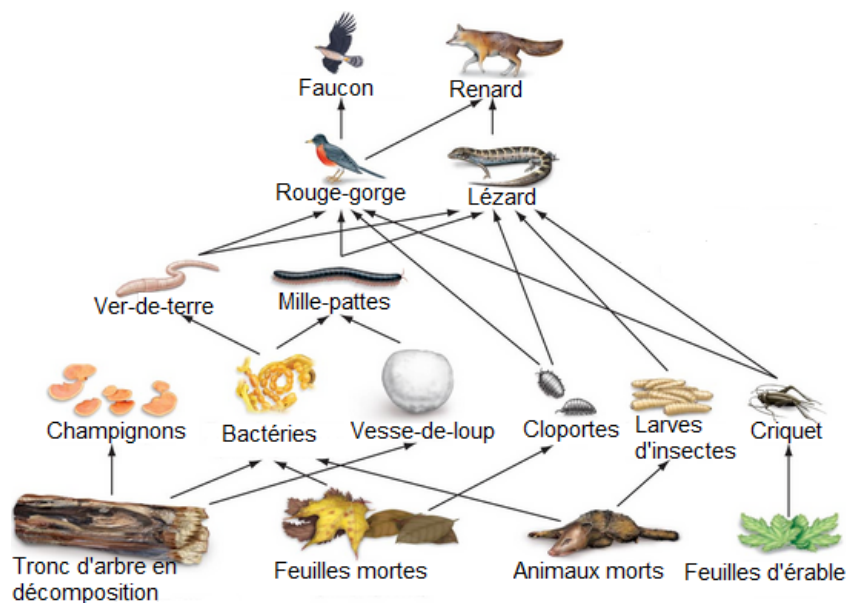 Faucon
Renard
Rouge-gorge
Lézard
Ver-de-terre
Mille-pattes
Champignons
Bactéries
Vesse-de-loup
Cloportes
Larves
d'insectes
Criquet
Tronc d'arbre en
décomposition
Feuilles mortes
Animaux morts
Feuilles d'érable